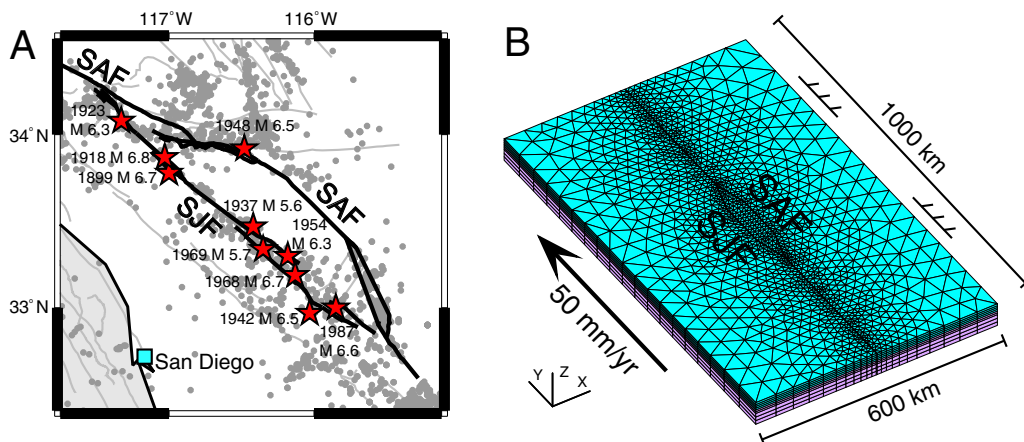 A
117°W
116°W
34°N
33°N
SAF
1923
M 6.3
1948 M 6.5
1918 M 6.8
1899 M 6.7
SJF
SAF
1937 M 5.6
1954
M 6.3
1969 M 5.7
1968 M 6.7
1942 M 6.5
1987
M 6.6
San Diego
B
1000 km
SAF
SJF
50 mm/yr
600 km
Y
Z
X